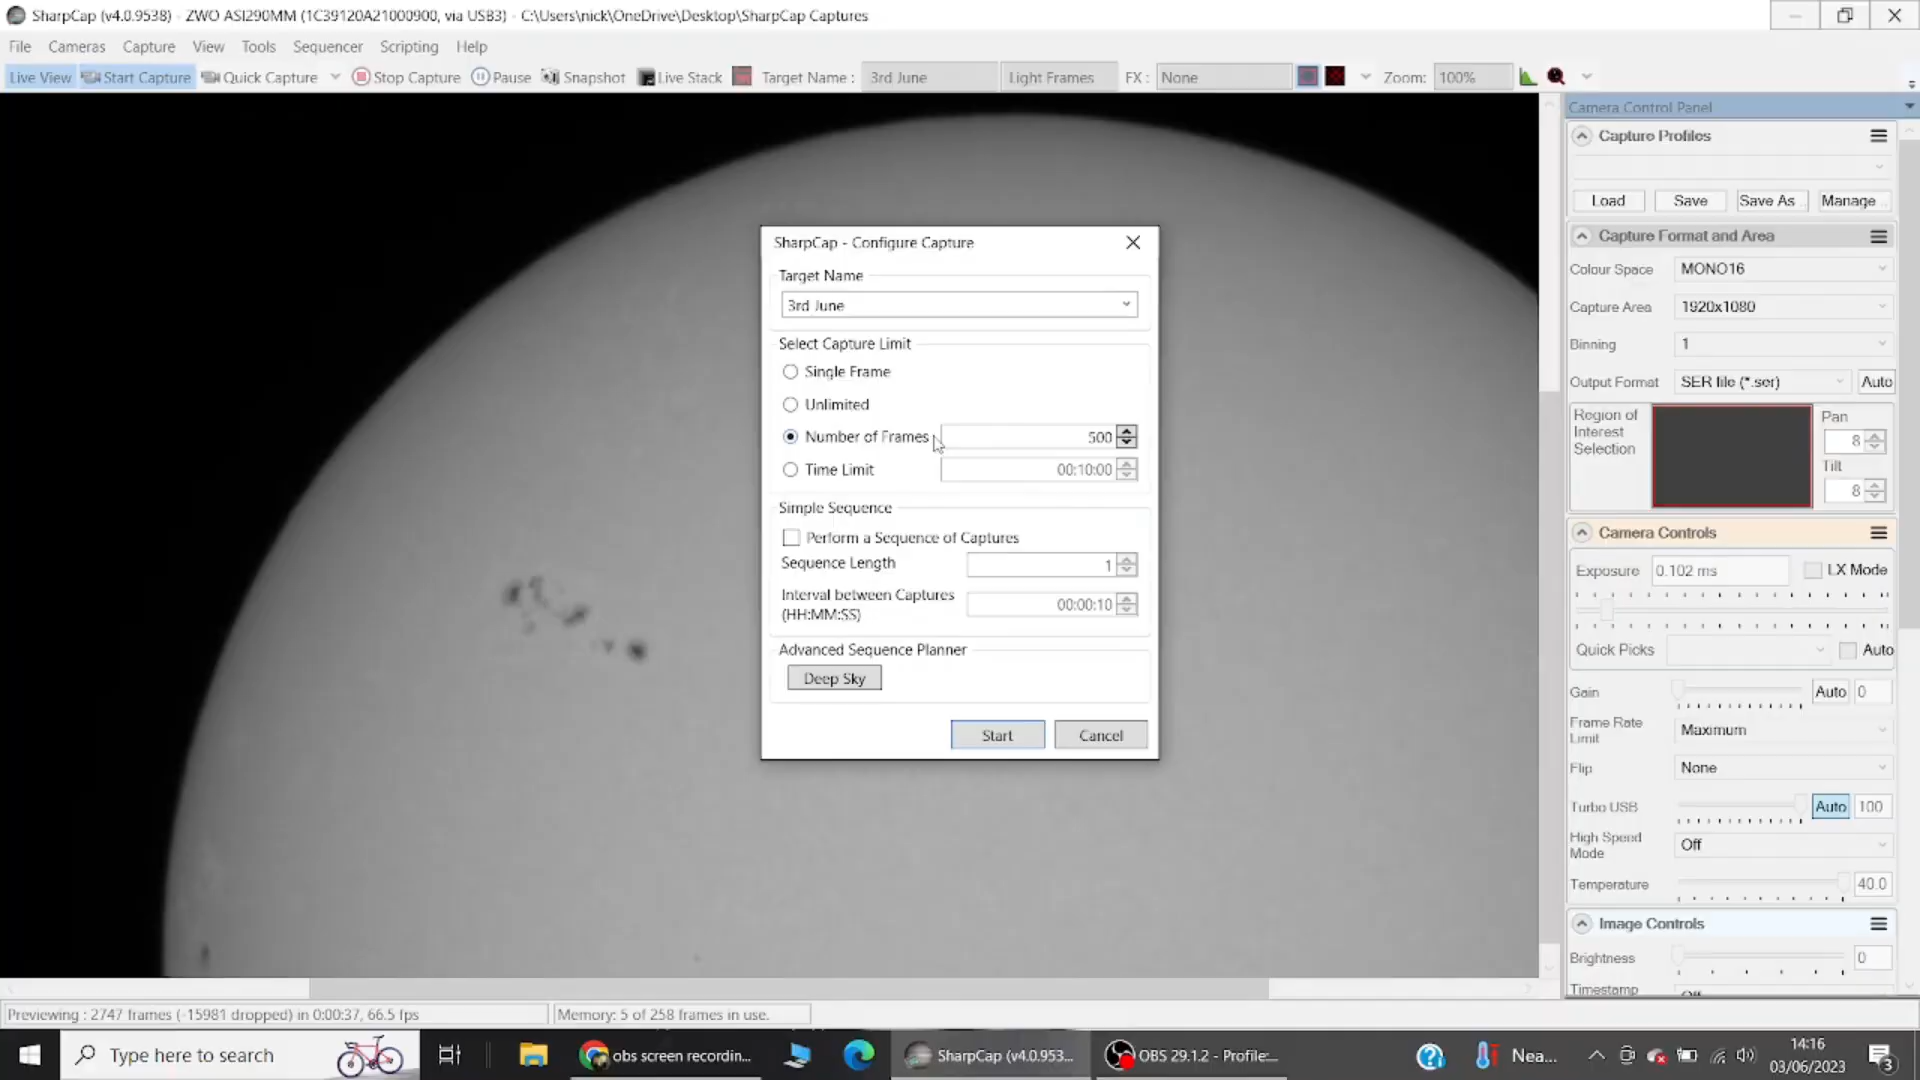 SharpCap (v4.0.9538) - ZWO ASI290MM (1C39120A21000900, via USB3) - C:\Users\nick\OneDrive\Desktop\SharpCap Captures
File Cameras Capture View Tools Sequencer Scripting Help
Live View Start Capture Quick Capture Stop Capture Pause Snapshot Live Stack Target Name : 3rd June Light Frames FX : None Zoom: 100%
Camera Control Panel
Capture Profiles
Load Save Save As Manage
Capture Format and Area
Colour Space MONO16
Capture Area 1920x1080
Binning 1
Output Format SER file (*.ser) Auto
Region of Interest Selection
Pan
8
Tilt
8
Camera Controls
Exposure 0.102 ms LX Mode
Quick Picks Auto
Gain Auto 0
Frame Rate Limit Maximum
Flip None
Turbo USB Auto 100
High Speed Mode Off
Temperature 40.0
Image Controls
Brightness 0
Timestamp Off
SharpCap - Configure Capture
Target Name
3rd June
Select Capture Limit
Single Frame
Unlimited
Number of Frames 500
Time Limit 00:10:00
Simple Sequence
Perform a Sequence of Captures
Sequence Length 1
Interval between Captures 00:00:10
(HH:MM:SS)
Advanced Sequence Planner
Deep Sky
Start Cancel
Previewing : 2747 frames (-15981 dropped) in 0:00:37, 66.5 fps
Memory: 5 of 258 frames in use.
Type here to search
obs screen recordin...
SharpCap (v4.0.953...
OBS 29.1.2 - Profile:...
Nea...
14:16
03/06/2023
3